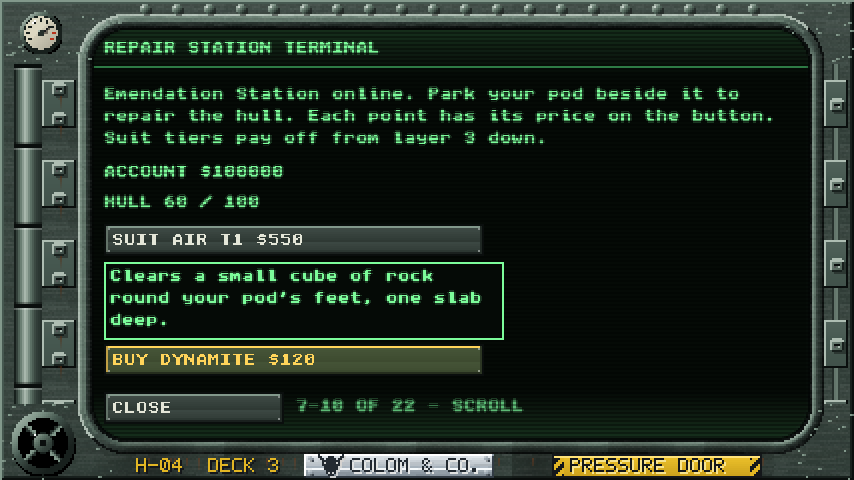 REPAIR STATION TERMINAL
Emendation Station online. Park your pod beside it to
repair the hull. Each point has its price on the button.
Suit tiers pay off from layer 3 down.
ACCOUNT $100000
HULL 60 / 100
SUIT AIR T1 $550
Clears a small cube of rock
round your pod's feet, one slab
deep.
BUY DYNAMITE $120
CLOSE
7-10 OF 22 - SCROLL
H-04 DECK 3
COLOM & CO.
PRESSURE DOOR